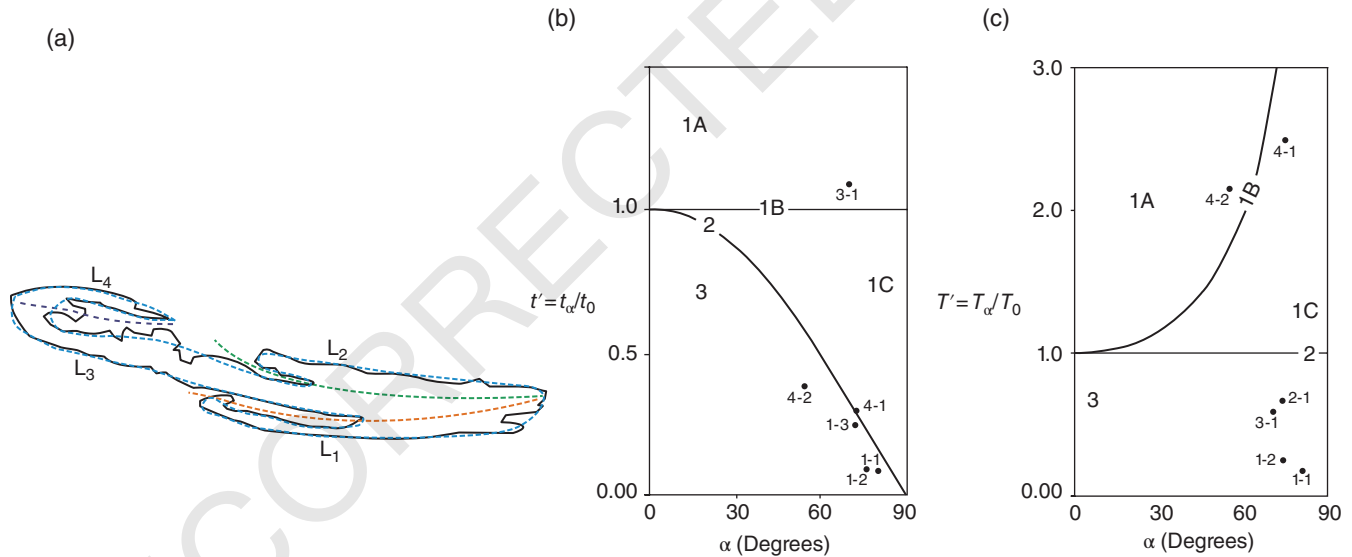 (a)
L4
L3
L2
L1
(b)
t′ = tα/t0
1.0
0.5
0.00
1A
3-1
1B
2
1C
3
4-2
4-1
1-3
1-1
1-2
0
30
60
90
α (Degrees)
(c)
T′ = Tα/T0
3.0
2.0
1.0
0.00
4-1
4-2
1B
1A
1C
2
3
2-1
3-1
1-2
1-1
0
30
60
90
α (Degrees)
CORRECTE